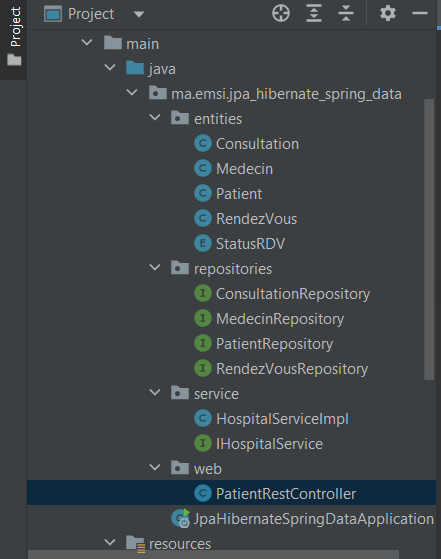 Project
Project
main
java
ma.emsi.jpa_hibernate_spring_data
entities
C Consultation
C Medecin
C Patient
C RendezVous
E StatusRDV
repositories
I ConsultationRepository
I MedecinRepository
I PatientRepository
I RendezVousRepository
service
C HospitalServiceImpl
I IHospitalService
web
C PatientRestController
JpaHibernateSpringDataApplication
resources